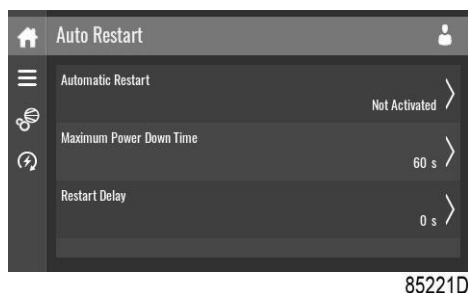 Auto Restart
Automatic Restart
Not Activated
Maximum Power Down Time
60 s
Restart Delay
0 s
85221D